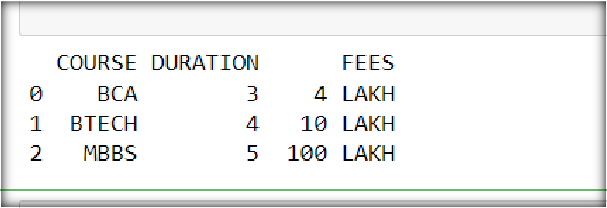 COURSE DURATION FEES
0 BCA 3 4 LAKH
1 BTECH 4 10 LAKH
2 MBBS 5 100 LAKH